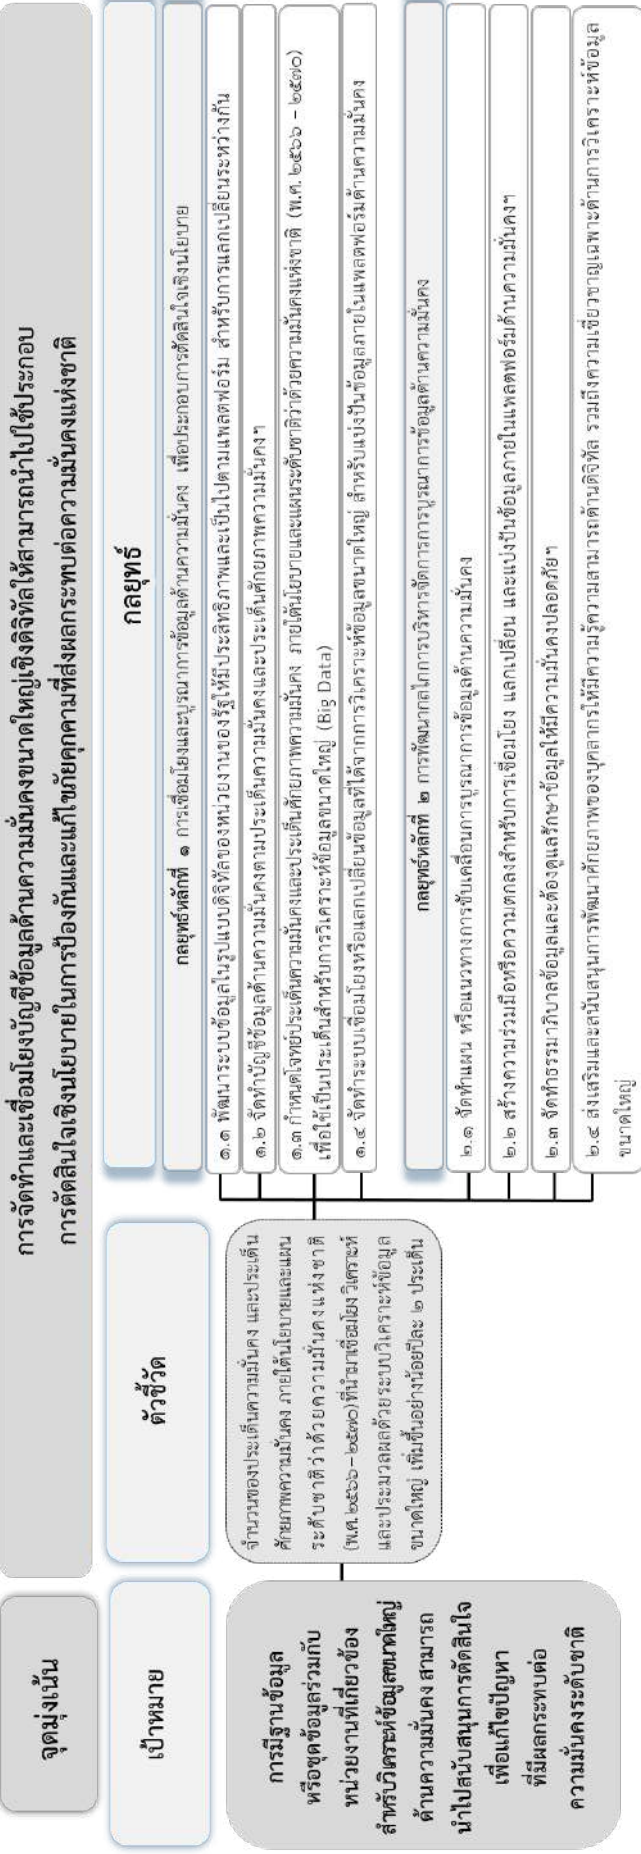 จุดมุ่งเน้น
การจัดทำและเชื่อมโยงบัญชีข้อมูลด้านความมั่นคงขนาดใหญ่เชิงดิจิทัลให้สามารถนำไปใช้ประกอบ
การตัดสินใจเชิงนโยบายในการป้องกันและแก้ไขภัยคุกคามที่ส่งผลกระทบต่อความมั่นคงแห่งชาติ
เป้าหมาย
ตัวชี้วัด
กลยุทธ์
การมีฐานข้อมูล
หรือชุดข้อมูลร่วมกับ
หน่วยงานที่เกี่ยวข้อง
สำหรับวิเคราะห์ข้อมูลขนาดใหญ่
ด้านความมั่นคง สามารถ
นำไปสนับสนุนการตัดสินใจ
เพื่อแก้ไขปัญหา
ที่มีผลกระทบต่อ
ความมั่นคงระดับชาติ
จำนวนของประเด็นความมั่นคง และประเด็น
ศักยภาพความมั่นคง ภายใต้นโยบายและแผน
ระดับชาติว่าด้วยความมั่นคงแห่งชาติ
(พ.ศ. ๒๕๖๖ – ๒๕๗๐) ที่นำมาเชื่อมโยง วิเคราะห์
และประมวลผลด้วยระบบวิเคราะห์ข้อมูล
ขนาดใหญ่ เพิ่มขึ้นอย่างน้อยปีละ ๒ ประเด็น
กลยุทธ์หลักที่ ๑ การเชื่อมโยงและบูรณาการข้อมูลด้านความมั่นคง เพื่อประกอบการตัดสินใจเชิงนโยบาย
๑.๑ พัฒนาระบบข้อมูลในรูปแบบดิจิทัลของหน่วยงานของรัฐให้มีประสิทธิภาพและเป็นไปตามแพลตฟอร์ม สำหรับการแลกเปลี่ยนระหว่างกัน
๑.๒ จัดทำบัญชีข้อมูลด้านความมั่นคงตามประเด็นความมั่นคงและประเด็นศักยภาพความมั่นคงฯ
๑.๓ กำหนดโจทย์ประเด็นความมั่นคงและประเด็นศักยภาพความมั่นคง ภายใต้นโยบายและแผนระดับชาติว่าด้วยความมั่นคงแห่งชาติ (พ.ศ. ๒๕๖๖ – ๒๕๗๐)
เพื่อใช้เป็นประเด็นสำหรับการวิเคราะห์ข้อมูลขนาดใหญ่ (Big Data)
๑.๔ จัดทำระบบเชื่อมโยงหรือแลกเปลี่ยนข้อมูลที่ได้จากการวิเคราะห์ข้อมูลขนาดใหญ่ สำหรับแบ่งปันข้อมูลภายในแพลตฟอร์มด้านความมั่นคง
กลยุทธ์หลักที่ ๒ การพัฒนากลไกการบริหารจัดการการบูรณาการข้อมูลด้านความมั่นคง
๒.๑ จัดทำแผน หรือแนวทางการขับเคลื่อนการบูรณาการข้อมูลด้านความมั่นคง
๒.๒ สร้างความร่วมมือหรือความตกลงสำหรับการเชื่อมโยง แลกเปลี่ยน และแบ่งปันข้อมูลภายในแพลตฟอร์มด้านความมั่นคงฯ
๒.๓ จัดทำธรรมาภิบาลข้อมูลและต้องดูแลรักษาข้อมูลให้มีความมั่นคงปลอดภัยฯ
๒.๔ ส่งเสริมและสนับสนุนการพัฒนาศักยภาพของบุคลากรให้มีความรู้ความสามารถด้านดิจิทัล รวมถึงความเชี่ยวชาญเฉพาะด้านการวิเคราะห์ข้อมูล
ขนาดใหญ่